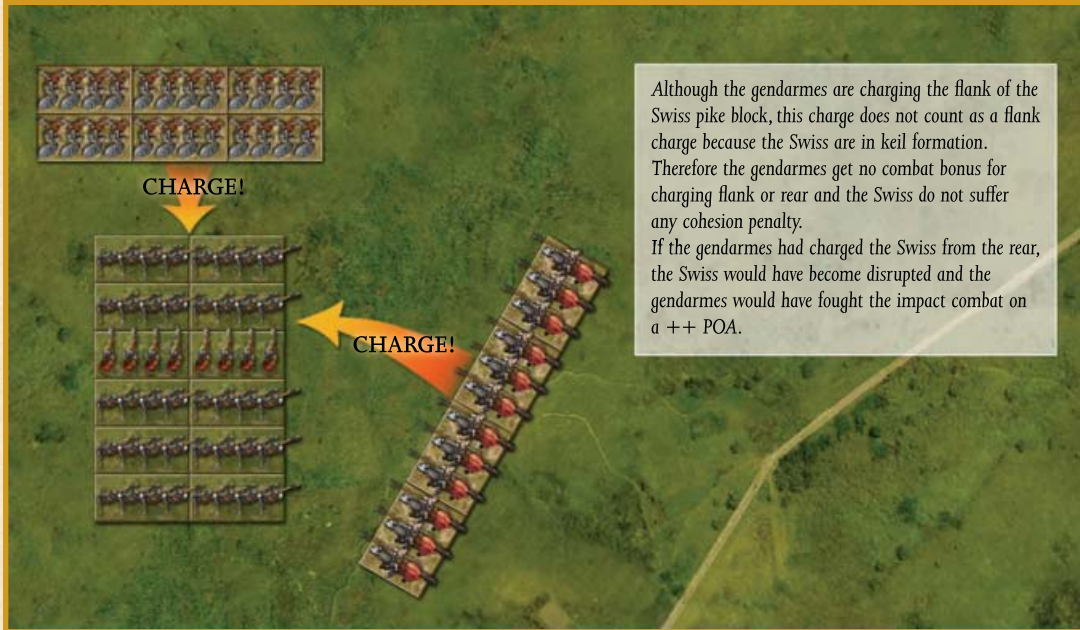 CHARGE!
CHARGE!
Although the gendarmes are charging the flank of the
Swiss pike block, this charge does not count as a flank
charge because the Swiss are in keil formation.
Therefore the gendarmes get no combat bonus for
charging flank or rear and the Swiss do not suffer
any cohesion penalty.
If the gendarmes had charged the Swiss from the rear,
the Swiss would have become disrupted and the
gendarmes would have fought the impact combat on
a ++ POA.